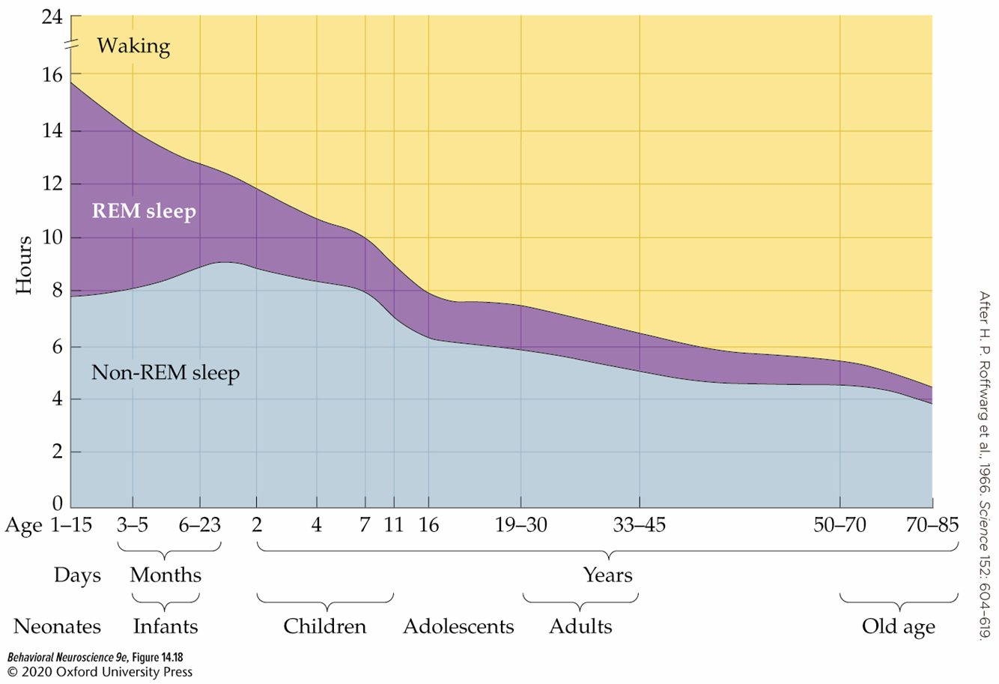 24
Waking
16
14
12
REM sleep
10
Hours
8
6
Non-REM sleep
4
2
0
Age 1–15 3–5 6–23 2 4 7 11 16 19–30 33–45 50–70 70–85
Days Months Years
Neonates Infants Children Adolescents Adults Old age
Behavioral Neuroscience 9e, Figure 14.18
© 2020 Oxford University Press
After H. P. Roffwarg et al., 1966. Science 152: 604–619.